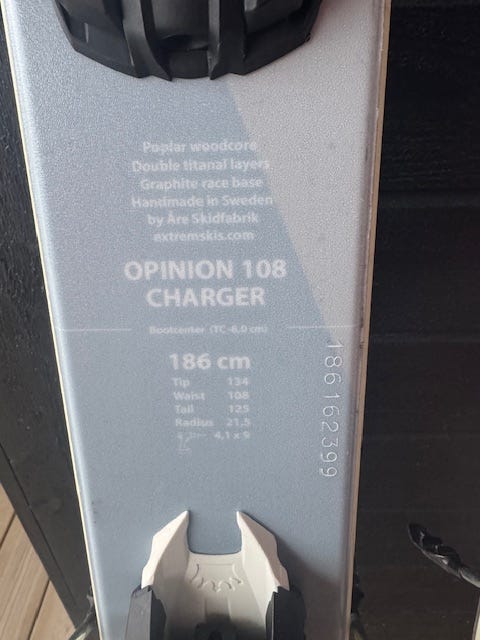 Poplar woodcore
Double titanal layers
Graphite race base
Handmade in Sweden
by Åre Skidfabrik
extremskis.com
OPINION 108
CHARGER
Bootcenter (TC -6,0 cm)
186 cm
Tip 134
Waist 108
Tail 125
Radius 21,5
4,1 x 9
186162399